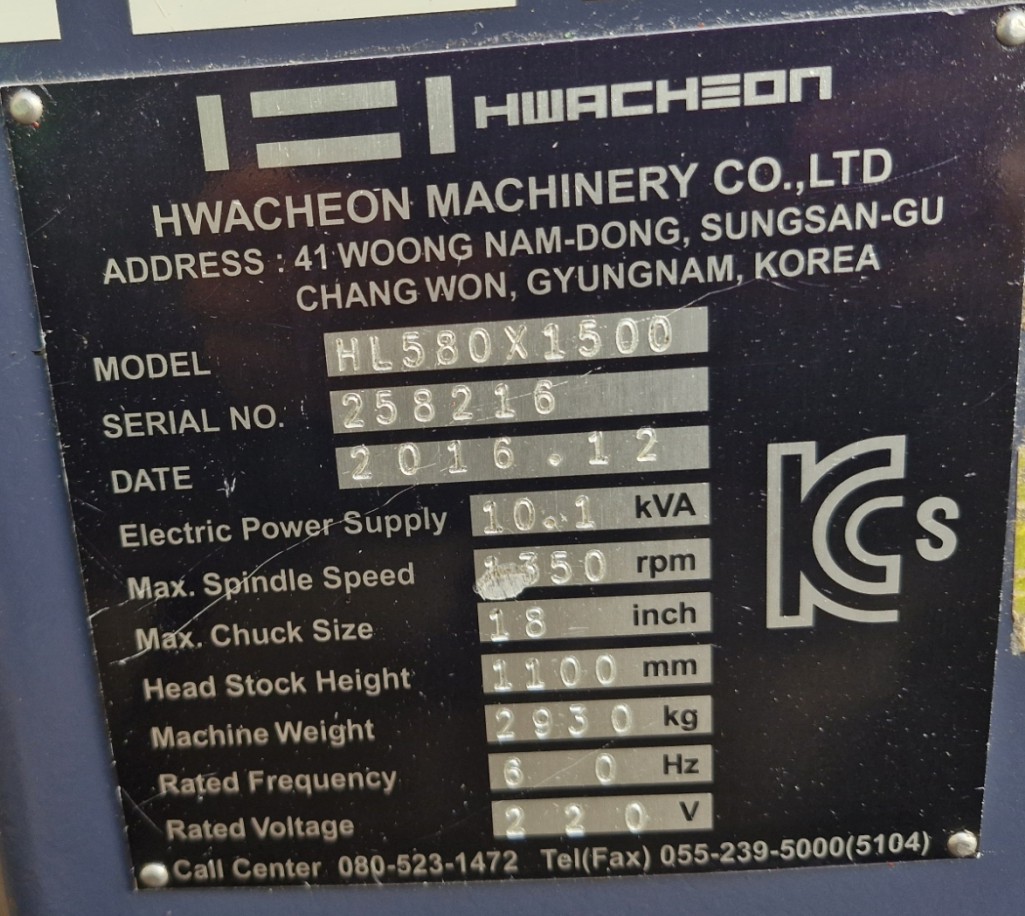 HWACHEON
HWACHEON MACHINERY CO.,LTD
ADDRESS : 41 WOONG NAM-DONG, SUNGSAN-GU
CHANG WON, GYUNGNAM, KOREA
MODEL HL580X1500
SERIAL NO. 258216
DATE 2016.12
Electric Power Supply 10.1 kVA
Max. Spindle Speed 1350 rpm
Max. Chuck Size 18 inch
Head Stock Height 1100 mm
Machine Weight 2930 kg
Rated Frequency 60 Hz
Rated Voltage 220 V
KCs
Call Center 080-523-1472 Tel(Fax) 055-239-5000(5104)